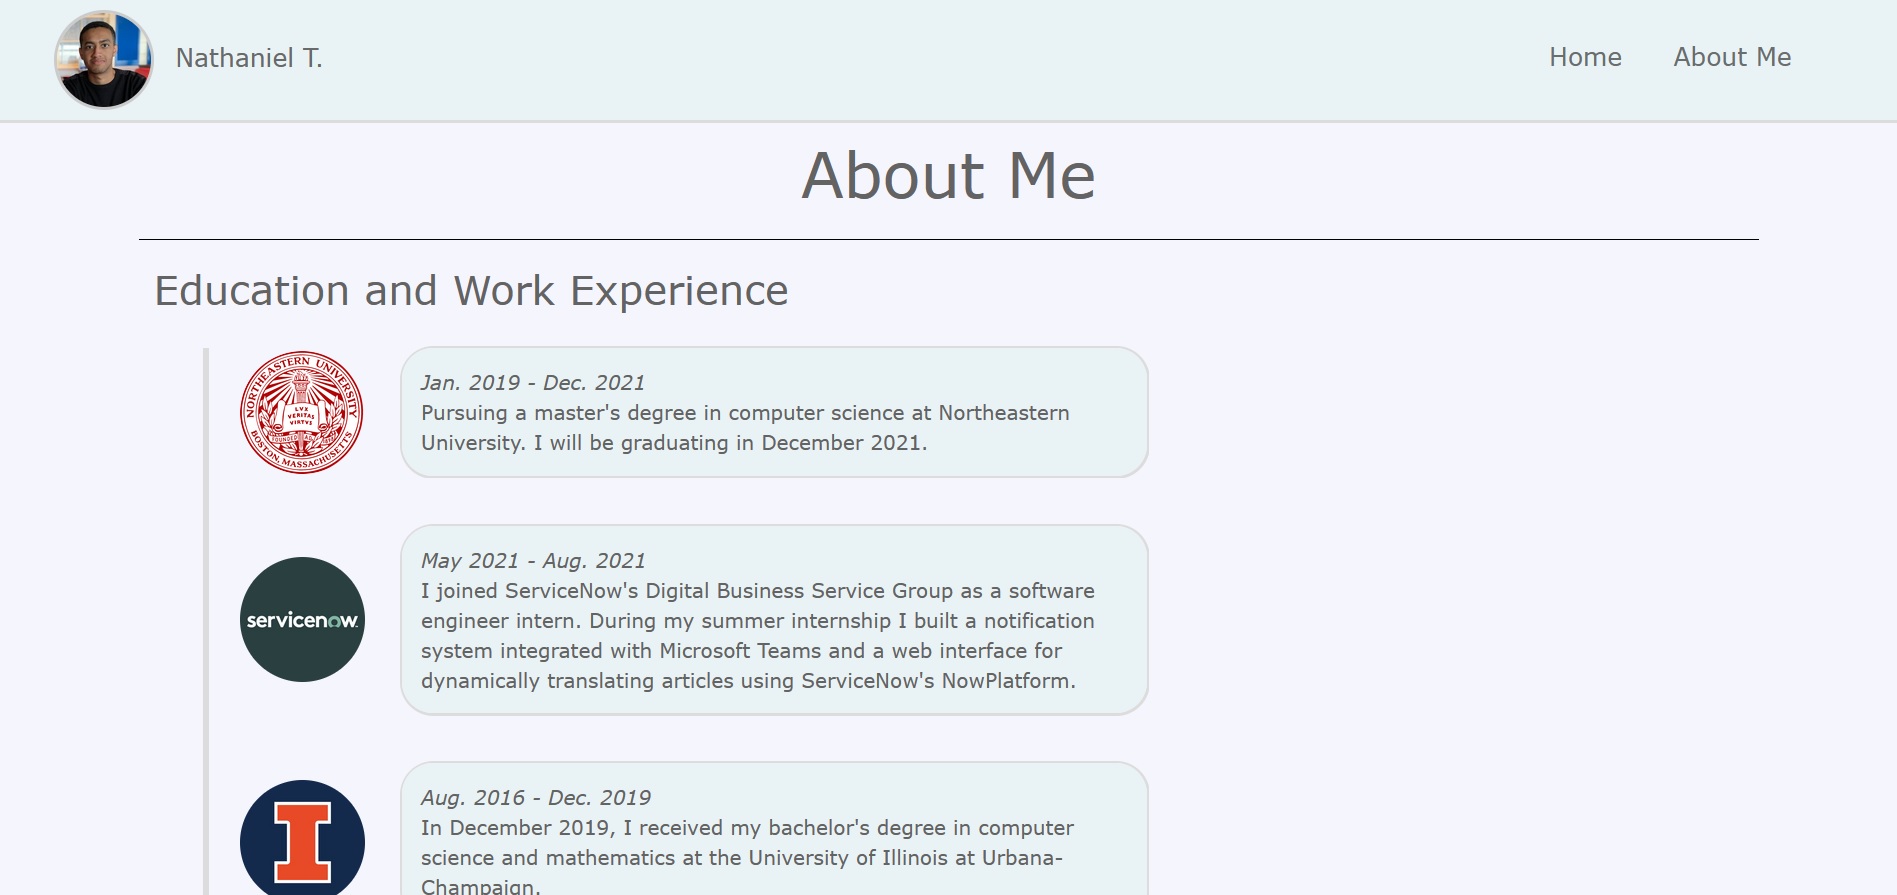 Nathaniel T.
Home
About Me
About Me
Education and Work Experience
NORTHEASTERN UNIVERSITY
LVX
VERITAS
VIRTVS
BOSTON, MASSACHUSETTS
Jan. 2019 - Dec. 2021
Pursuing a master's degree in computer science at Northeastern
University. I will be graduating in December 2021.
servicenow.
May 2021 - Aug. 2021
I joined ServiceNow's Digital Business Service Group as a software
engineer intern. During my summer internship I built a notification
system integrated with Microsoft Teams and a web interface for
dynamically translating articles using ServiceNow's NowPlatform.
I
Aug. 2016 - Dec. 2019
In December 2019, I received my bachelor's degree in computer
science and mathematics at the University of Illinois at Urbana-
Champaign.